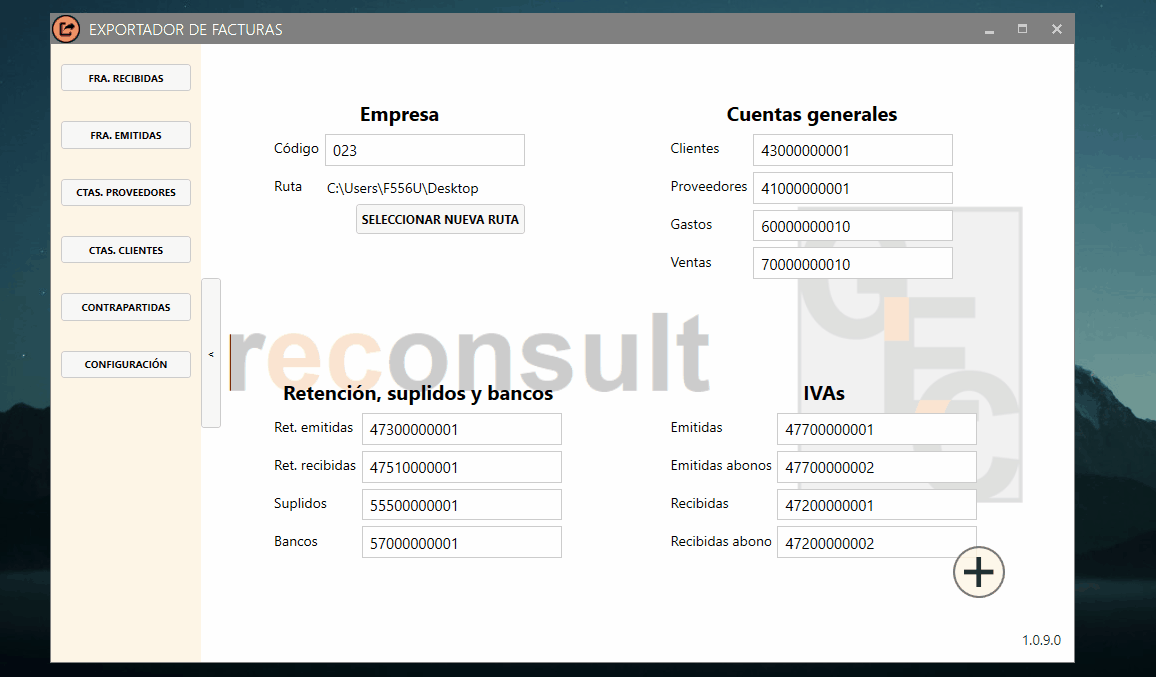 EXPORTADOR DE FACTURAS
FRA. RECIBIDAS
FRA. EMITIDAS
CTAS. PROVEEDORES
CTAS. CLIENTES
CONTRAPARTIDAS
CONFIGURACIÓN
<
Empresa
Código 023
Ruta C:\Users\F556U\Desktop
SELECCIONAR NUEVA RUTA
Cuentas generales
Clientes 43000000001
Proveedores 41000000001
Gastos 60000000010
Ventas 70000000010
reconsult
GEC
Retención, suplidos y bancos
Ret. emitidas 47300000001
Ret. recibidas 47510000001
Suplidos 55500000001
Bancos 57000000001
IVAs
Emitidas 47700000001
Emitidas abonos 47700000002
Recibidas 47200000001
Recibidas abono 47200000002
1.0.9.0